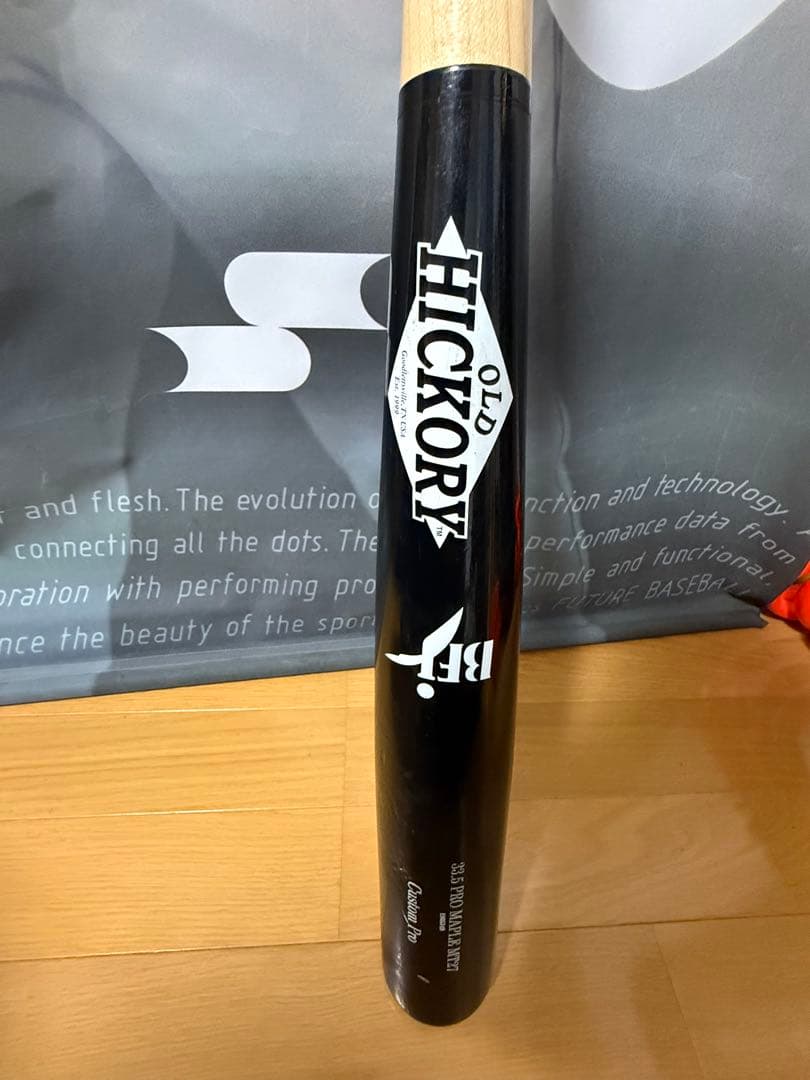 OLD
HICKORY™
Goodlettsville, TN USA
Est. 1999
BFJ
33.5 PRO MAPLE MT27
Custom Pro
and flesh. The evolution
nction and technology.
connecting all the dots. The
performance data from
oration with performing pro
Simple and functional.
nce the beauty of the spor
FUTURE BASEBALL